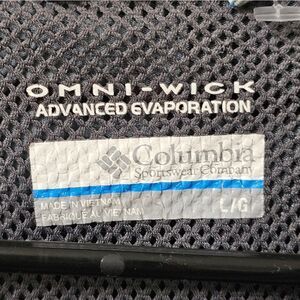 OMNI-WICK
ADVANCED EVAPORATION
Columbia
Sportswear Company
MADE IN VIETNAM
FABRIQUÉ AU VIETNAM
L/G